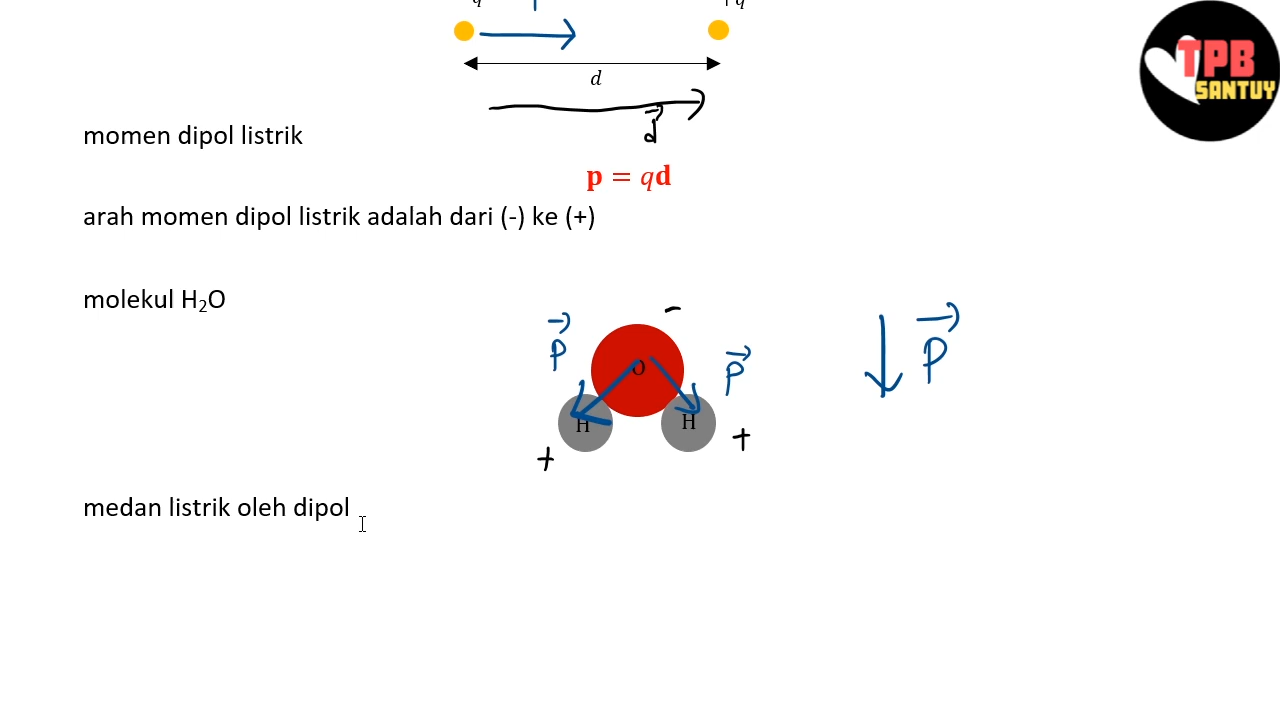 q
+q
d
d
momen dipol listrik
p = qd
arah momen dipol listrik adalah dari (-) ke (+)
molekul H₂O
-
p
p
P
O
H
H
+
+
medan listrik oleh dipol
TPB
SANTUY